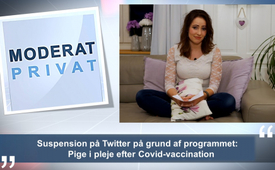 MODERAT
PRIVAT
Suspension på Twitter på grund af programmet:
Pige i pleje efter Covid-vaccination